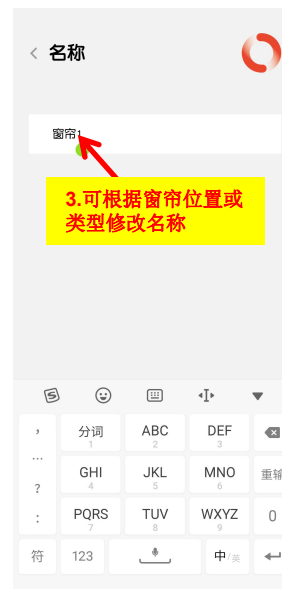 名称
窗帘1
3.可根据窗帘位置或
类型修改名称
，
分词
1
ABC
2
DEF
3
...
?
GHI
4
JKL
5
MNO
6
重输
:
PQRS
7
TUV
8
WXYZ
9
0
符
123
中/英